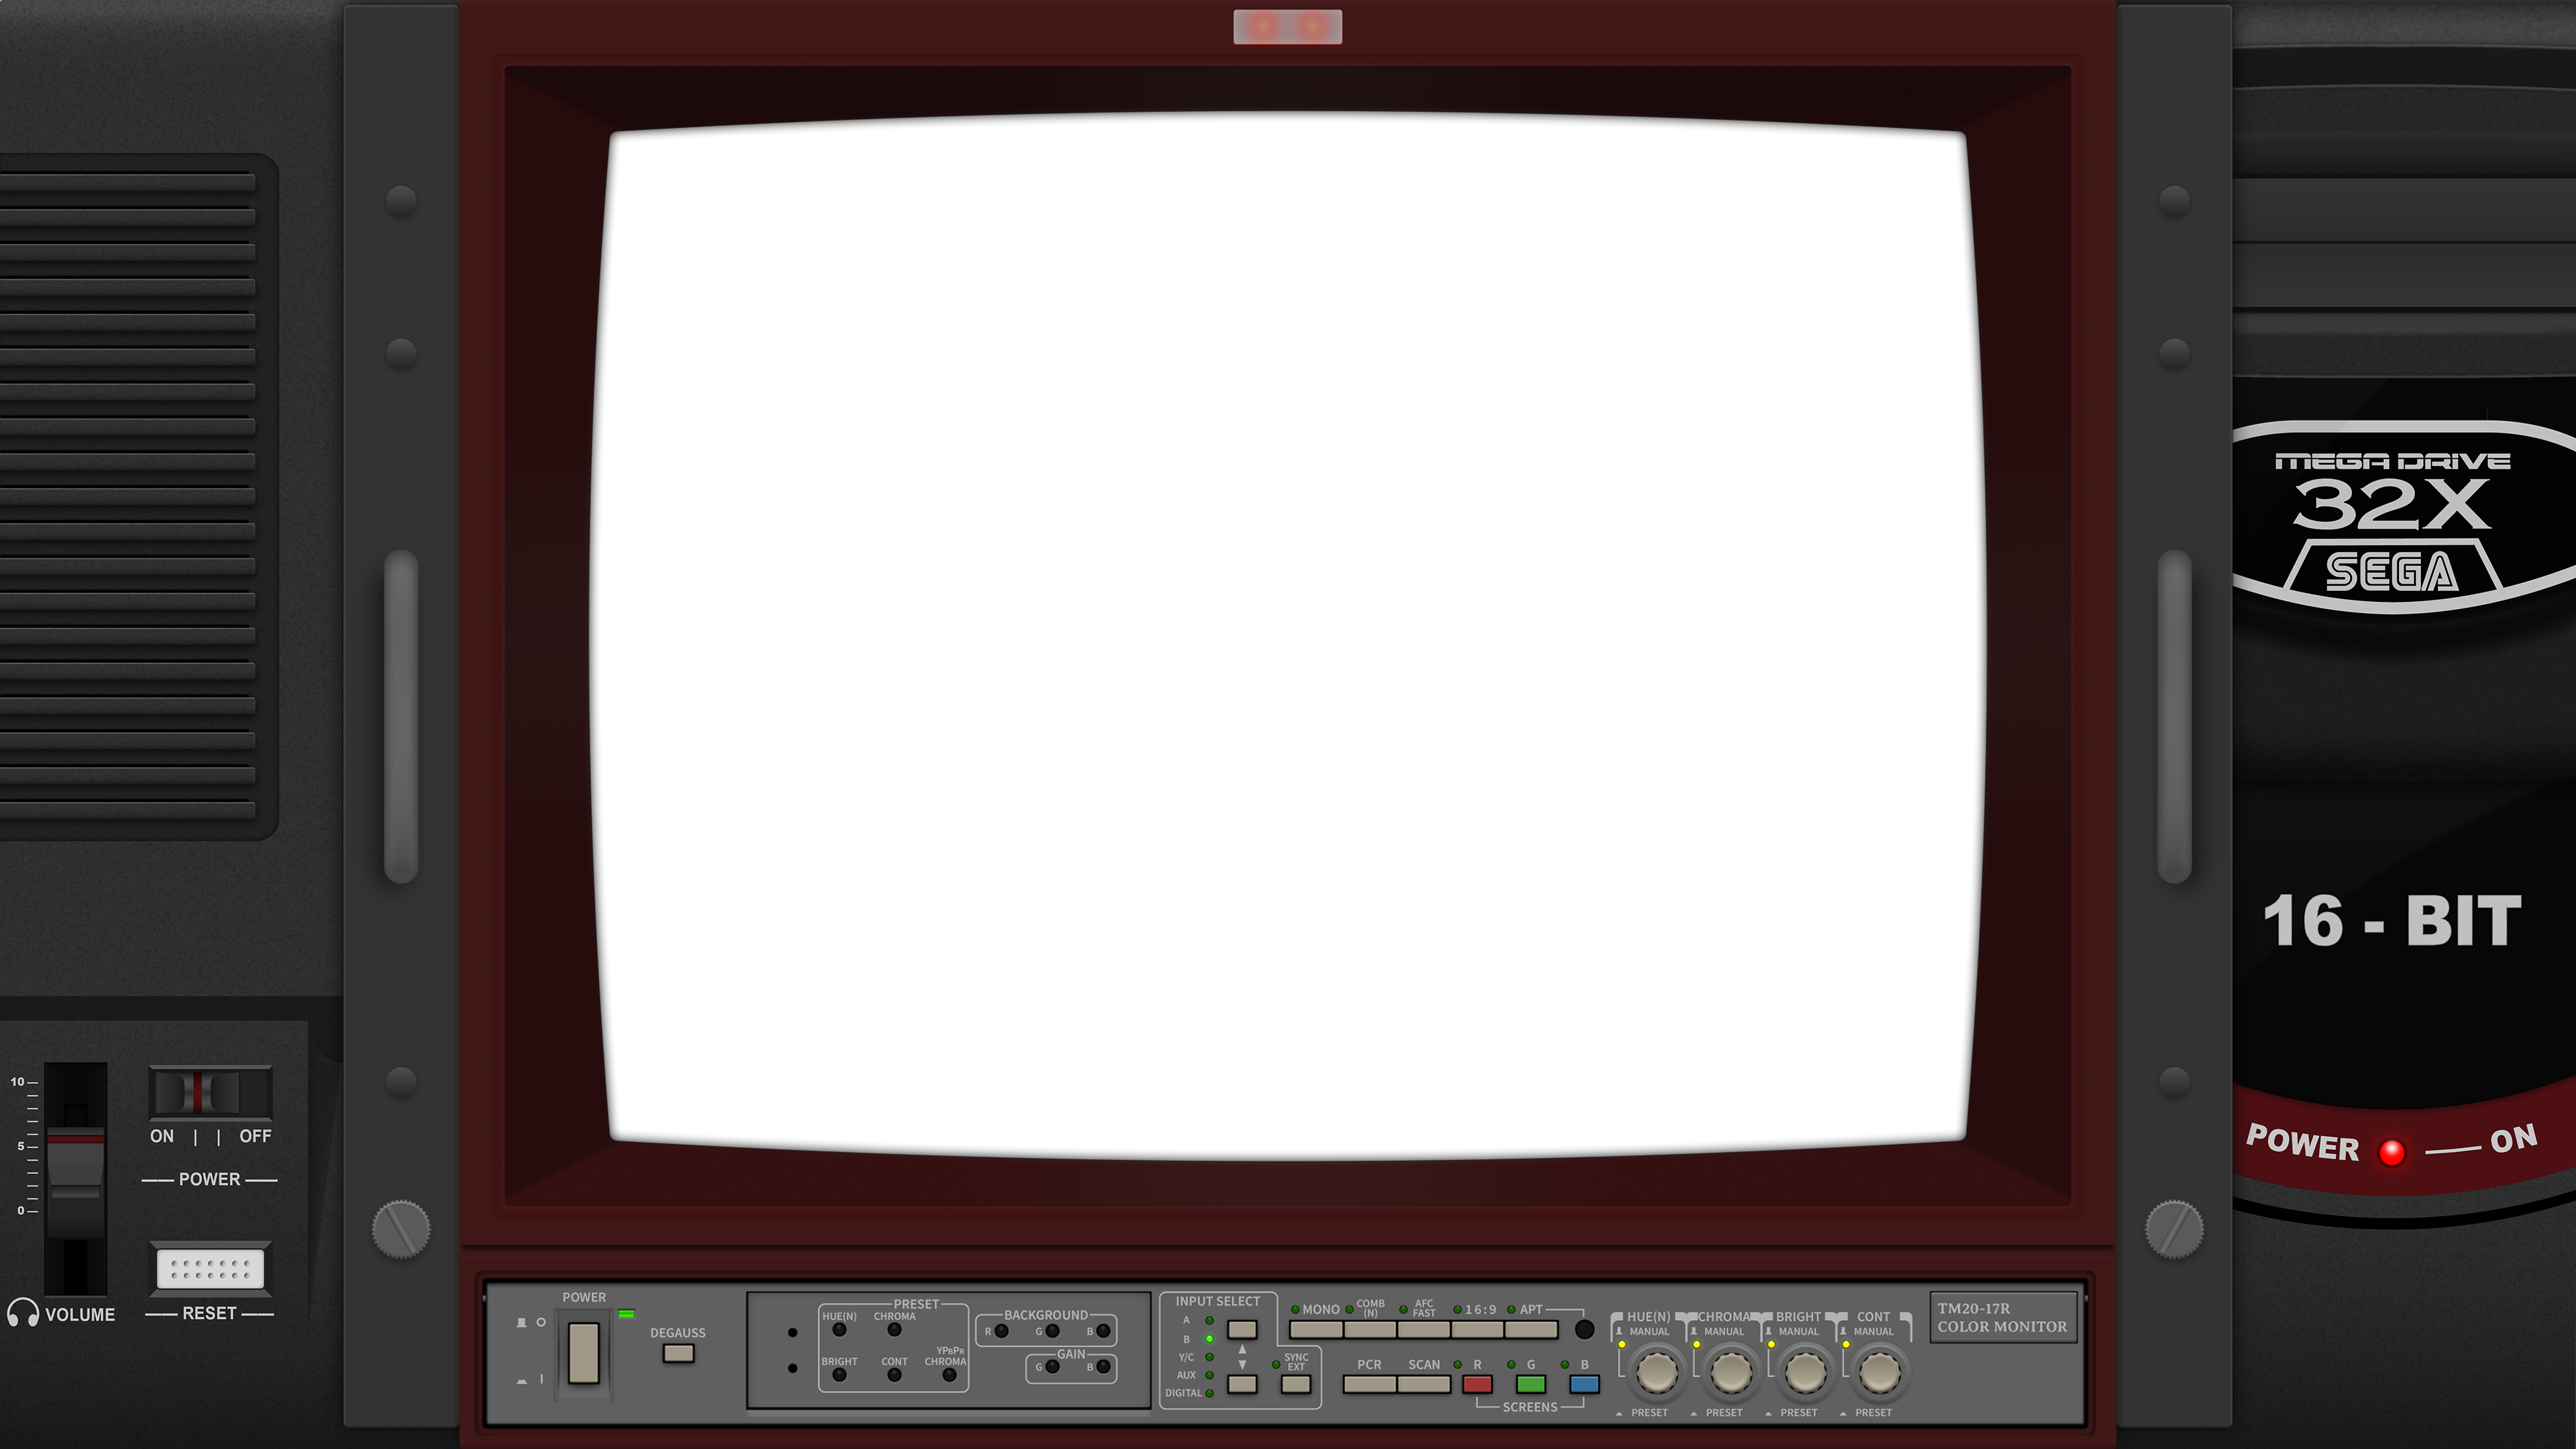 MEGA DRIVE
32X
SEGA
16 - BIT
POWER — ON
10
5
0
VOLUME
ON | | OFF
POWER
RESET
POWER
O
I
DEGAUSS
PRESET
HUE(N) CHROMA
BRIGHT CONT YPBPR CHROMA
BACKGROUND
R G B
GAIN
G B
INPUT SELECT
A
B
Y/C
AUX
DIGITAL
SYNC
EXT
MONO COMB (N) AFC FAST 16:9 APT
PCR SCAN R G B
SCREENS
HUE(N) CHROMA BRIGHT CONT
MANUAL MANUAL MANUAL MANUAL
PRESET PRESET PRESET PRESET
TM20-17R
COLOR MONITOR